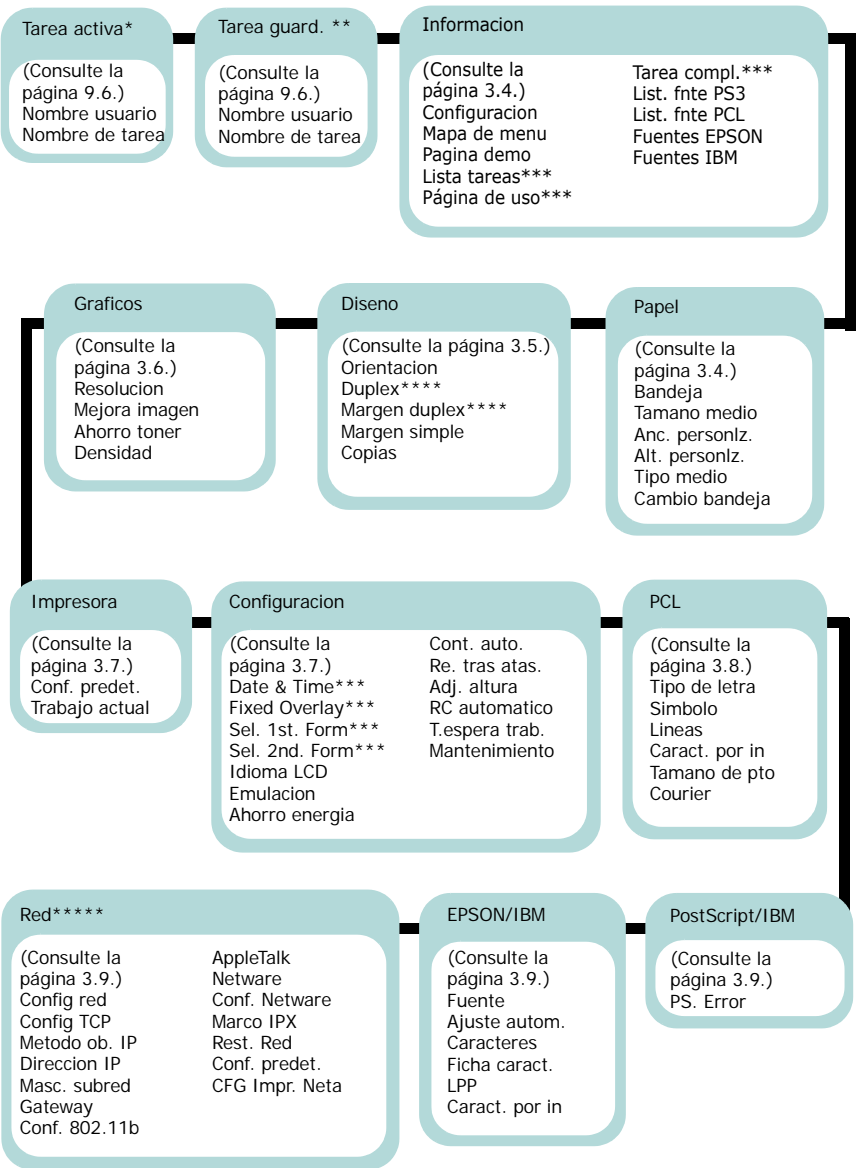 Tarea activa*
(Consulte la
página 9.6.)
Nombre usuario
Nombre de tarea
Tarea guard. **
(Consulte la
página 9.6.)
Nombre usuario
Nombre de tarea
Informacion
(Consulte la
página 3.4.)
Configuracion
Mapa de menu
Pagina demo
Lista tareas***
Página de uso***
Tarea compl.***
List. fnte PS3
List. fnte PCL
Fuentes EPSON
Fuentes IBM
Graficos
(Consulte la
página 3.6.)
Resolucion
Mejora imagen
Ahorro toner
Densidad
Diseno
(Consulte la página 3.5.)
Orientacion
Duplex****
Margen duplex****
Margen simple
Copias
Papel
(Consulte la
página 3.4.)
Bandeja
Tamano medio
Anc. personlz.
Alt. personlz.
Tipo medio
Cambio bandeja
Impresora
(Consulte la
página 3.7.)
Conf. predet.
Trabajo actual
Configuracion
(Consulte la
página 3.7.)
Date & Time***
Fixed Overlay***
Sel. 1st. Form***
Sel. 2nd. Form***
Idioma LCD
Emulacion
Ahorro energia
Cont. auto.
Re. tras atas.
Adj. altura
RC automatico
T.espera trab.
Mantenimiento
PCL
(Consulte la
página 3.8.)
Tipo de letra
Simbolo
Lineas
Caract. por in
Tamano de pto
Courier
Red*****
(Consulte la
página 3.9.)
Config red
Config TCP
Metodo ob. IP
Direccion IP
Masc. subred
Gateway
Conf. 802.11b
AppleTalk
Netware
Conf. Netware
Marco IPX
Rest. Red
Conf. predet.
CFG Impr. Neta
EPSON/IBM
(Consulte la
página 3.9.)
Fuente
Ajuste autom.
Caracteres
Ficha caract.
LPP
Caract. por in
PostScript/IBM
(Consulte la
página 3.9.)
PS. Error